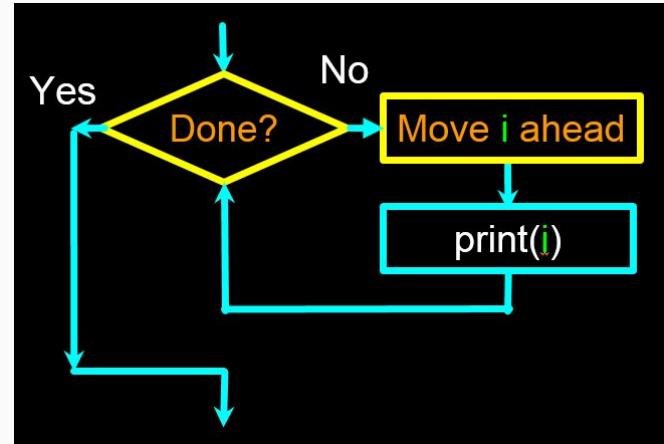 Yes
No
Done?
Move i ahead
print(i)